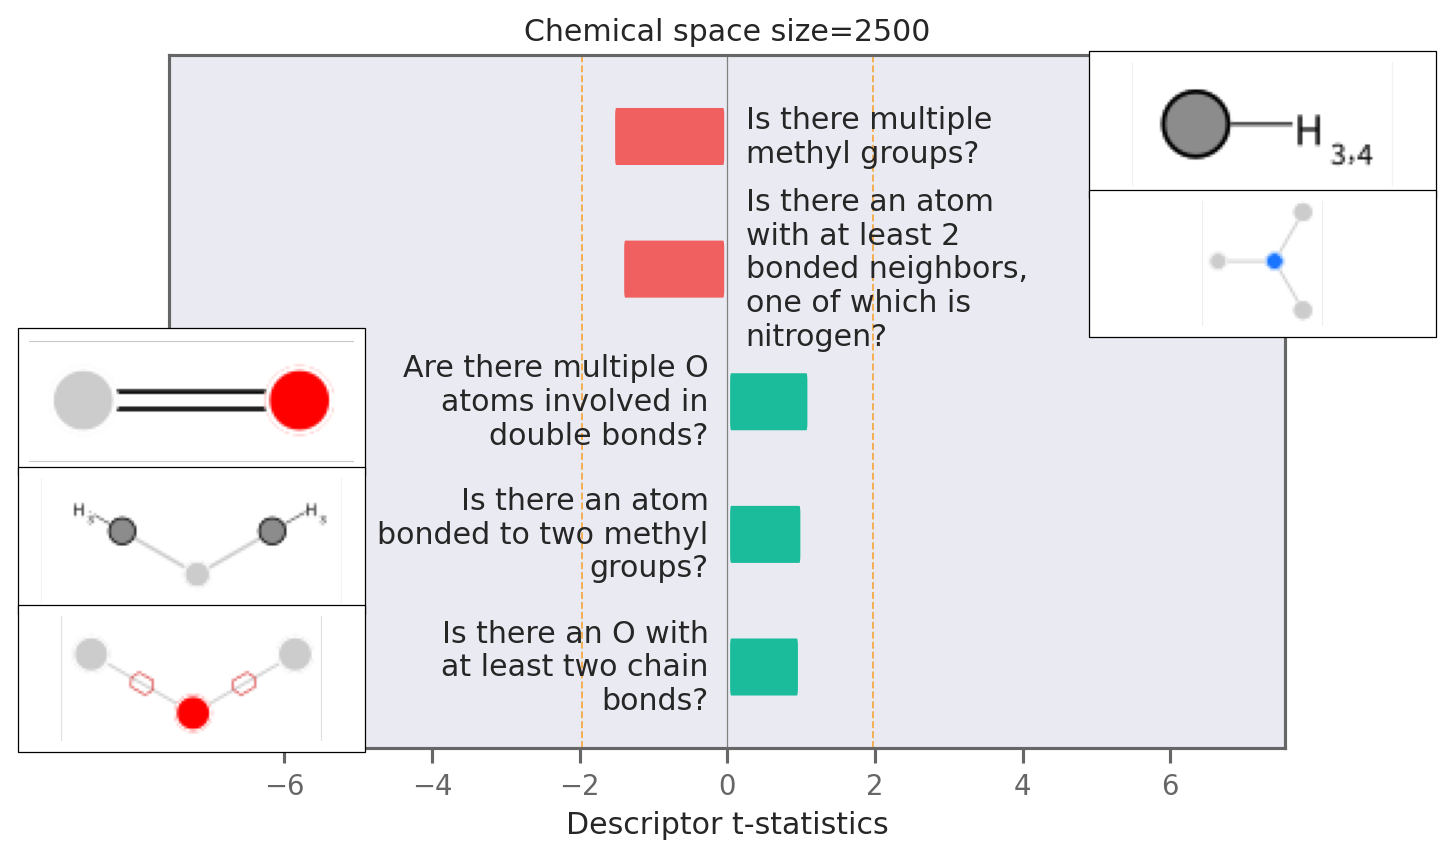 Chemical space size=2500
Is there multiple
methyl groups?
H
3,4
Is there an atom
with at least 2
bonded neighbors,
one of which is
nitrogen?
Are there multiple O
atoms involved in
double bonds?
Is there an atom
bonded to two methyl
groups?
H
H
Is there an O with
at least two chain
bonds?
−6 −4 −2 0 2 4 6
Descriptor t-statistics